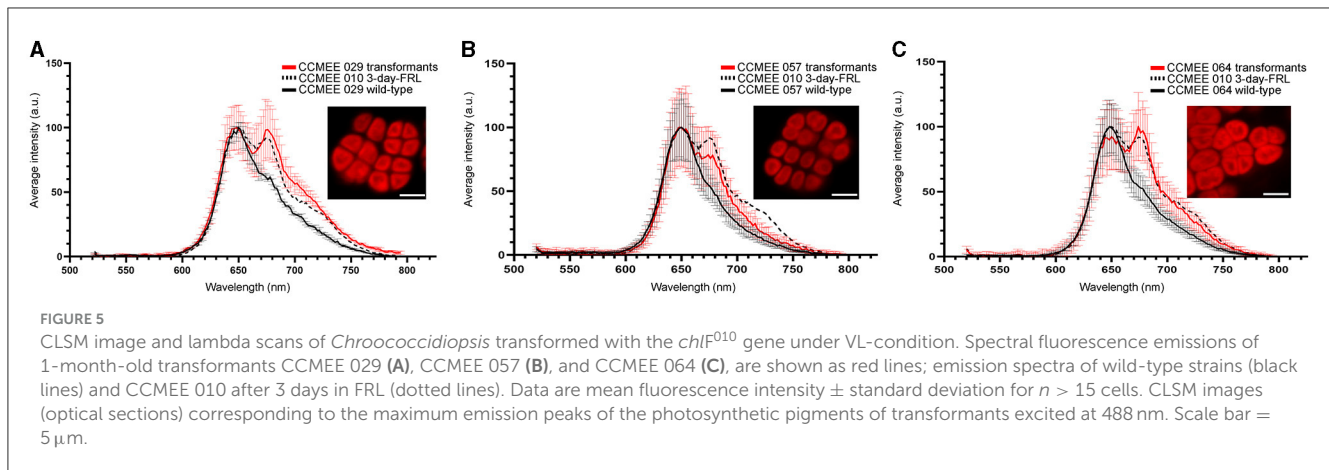 A
B
C
CCMEE 029 transformants
CCMEE 010 3-day-FRL
CCMEE 029 wild-type
CCMEE 057 transformants
CCMEE 010 3-day-FRL
CCMEE 057 wild-type
CCMEE 064 transformants
CCMEE 010 3-day-FRL
CCMEE 064 wild-type
Average intensity (a.u.)
150
100
50
0
500 550 600 650 700 750 800
Wavelength (nm)
Average intensity (a.u.)
150
100
50
0
500 600 650 700 750 800
Wavelength (nm)
Average intensity (a.u.)
150
100
50
0
500 550 600 650 700 750 800
Wavelength (nm)
FIGURE 5
CLSM image and lambda scans of Chroococcidiopsis transformed with the chlF⁰¹⁰ gene under VL-condition. Spectral fluorescence emissions of
1-month-old transformants CCMEE 029 (A), CCMEE 057 (B), and CCMEE 064 (C), are shown as red lines; emission spectra of wild-type strains (black
lines) and CCMEE 010 after 3 days in FRL (dotted lines). Data are mean fluorescence intensity ± standard deviation for n > 15 cells. CLSM images
(optical sections) corresponding to the maximum emission peaks of the photosynthetic pigments of transformants excited at 488 nm. Scale bar =
5 μm.